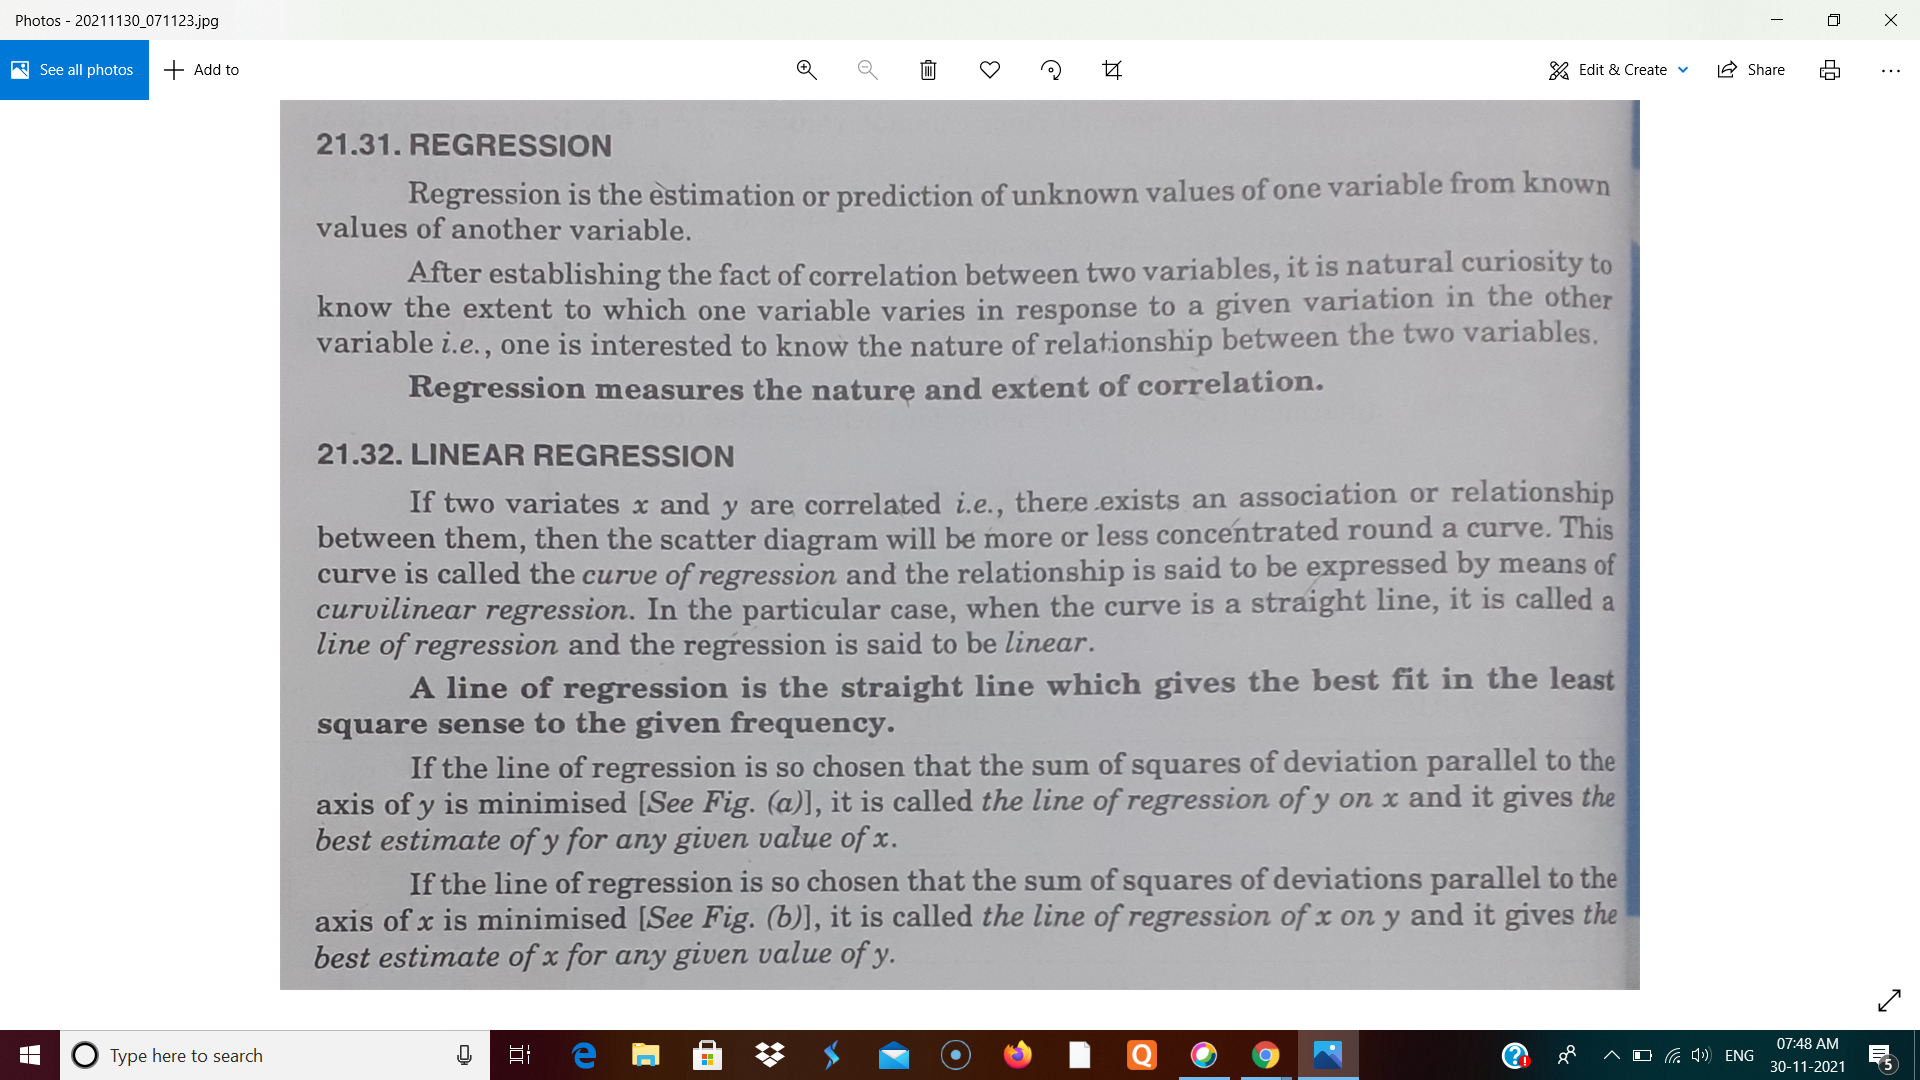 Photos - 20211130_071123.jpg
See all photos
Add to
Edit & Create
Share
21.31. REGRESSION
Regression is the estimation or prediction of unknown values of one variable from known
values of another variable.
After establishing the fact of correlation between two variables, it is natural curiosity to
know the extent to which one variable varies in response to a given variation in the other
variable i.e., one is interested to know the nature of relationship between the two variables.
Regression measures the nature and extent of correlation.
21.32. LINEAR REGRESSION
If two variates x and y are correlated i.e., there exists an association or relationship
between them, then the scatter diagram will be more or less concentrated round a curve. This
curve is called the curve of regression and the relationship is said to be expressed by means of
curvilinear regression. In the particular case, when the curve is a straight line, it is called a
line of regression and the regression is said to be linear.
A line of regression is the straight line which gives the best fit in the least
square sense to the given frequency.
If the line of regression is so chosen that the sum of squares of deviation parallel to the
axis of y is minimised [See Fig. (a)], it is called the line of regression of y on x and it gives the
best estimate of y for any given value of x.
If the line of regression is so chosen that the sum of squares of deviations parallel to the
axis of x is minimised [See Fig. (b)], it is called the line of regression of x on y and it gives the
best estimate of x for any given value of y.
Type here to search
ENG
07:48 AM
30-11-2021
5